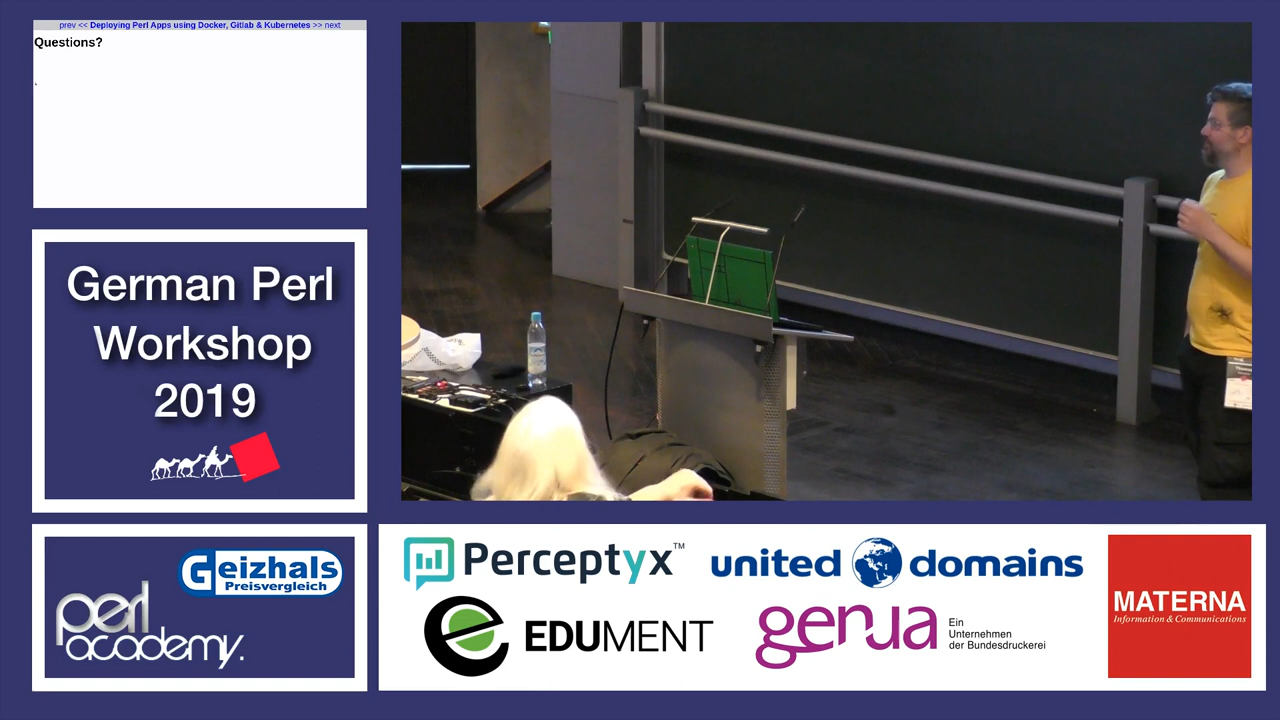 prev << Deploying Perl Apps using Docker, Gitlab & Kubernetes >> next
Questions?
German Perl
Workshop
2019
Geizhals
Preisvergleich
perl
academy.
Perceptyx™
united domains
EDUMENT
genua
Ein
Unternehmen
der Bundesdruckerei
MATERNA
Information & Communications